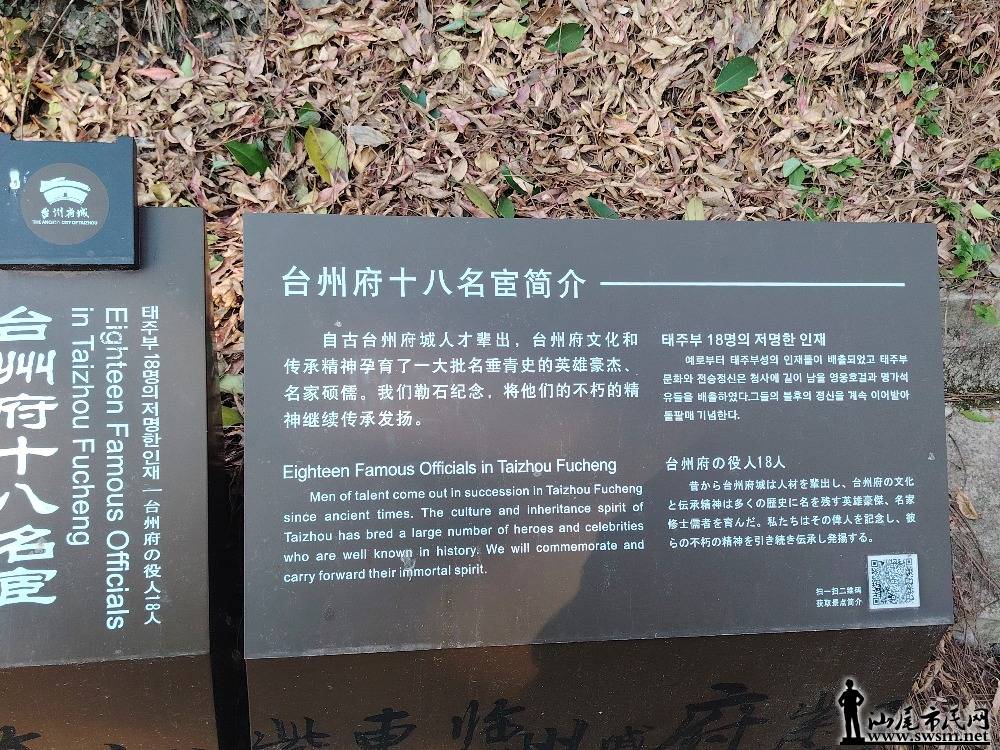 台州府城
THE ANCIENT CITY OF TAIZHOU
台州府十八名宦
Eighteen Famous Officials
in Taizhou Fucheng
태주부 18명의저명한인재 | 台州府の役人18人
台州府十八名宦简介
自古台州府城人才辈出，台州府文化和
传承精神孕育了一大批名垂青史的英雄豪杰、
名家硕儒。我们勒石纪念，将他们的不朽的精
神继续传承发扬。
Eighteen Famous Officials in Taizhou Fucheng
Men of talent come out in succession in Taizhou Fucheng
since ancient times. The culture and inheritance spirit of
Taizhou has bred a large number of heroes and celebrities
who are well known in history. We will commemorate and
carry forward their immortal spirit.
태주부 18명의 저명한 인재
예로부터 태주부성의 인재들이 배출되었고 태주부
문화와 전승정신은 청사에 길이 남을 영웅호걸과 명가석
유들을 배출하였다.그들의 불후의 정신을 계속 이어받아
돌팔매 기념한다.
台州府の役人18人
昔から台州府城は人材を輩出し、台州府の文化
と伝承精神は多くの歴史に名を残す英雄豪傑、名家
修士儒者を育んだ。私たちはその偉人を記念し、彼
らの不朽の精神を引き続き伝承し発揚する。
扫一扫二维码
获取景点简介
山尾市民网
www.swsm.net